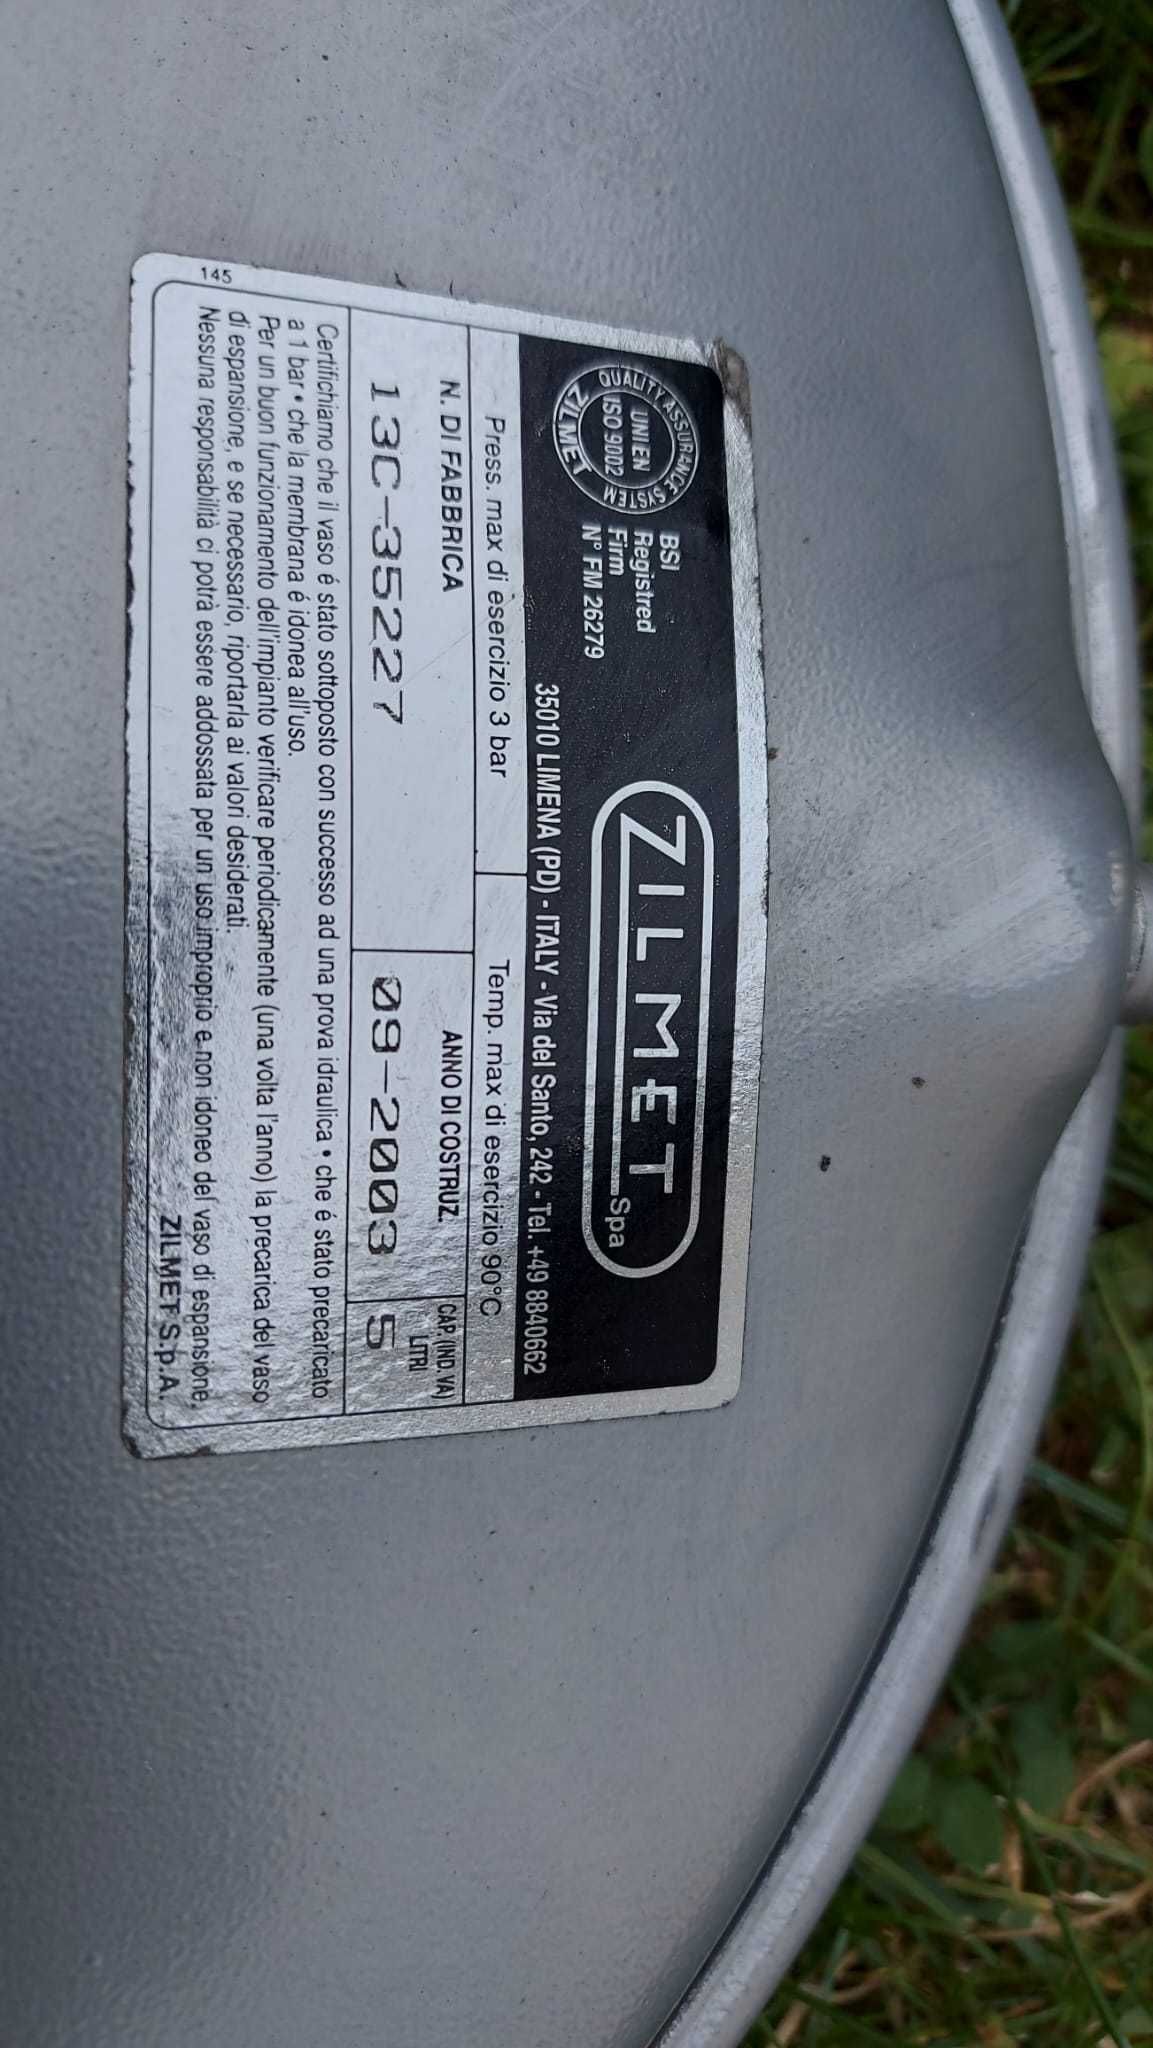 QUALITY ASSURANCE SYSTEM
UNI EN
ISO 9002
ZILMET
BSI
Registred
Firm
N° FM 26279
ZILMET Spa
35010 LIMENA (PD) - ITALY - Via del Santo, 242 - Tel. +49 8840662
Press. max di esercizio 3 bar
Temp. max di esercizio 90°C
N. DI FABBRICA
ANNO DI COSTRUZ.
CAP. (IND. VA)
LITRI
13C-35227
09-2003
5
Certifichiamo che il vaso é stato sottoposto con successo ad una prova idraulica • che é stato precaricato
a 1 bar • che la membrana é idonea all'uso.
Per un buon funzionamento dell'impianto verificare periodicamente (una volta l'anno) la precarica del vaso
di espansione, e se necessario, riportarla ai valori desiderati.
Nessuna responsabilità ci potrà essere addossata per un uso improprio e non idoneo del vaso di espansione.
ZILMET S.p.A.
145